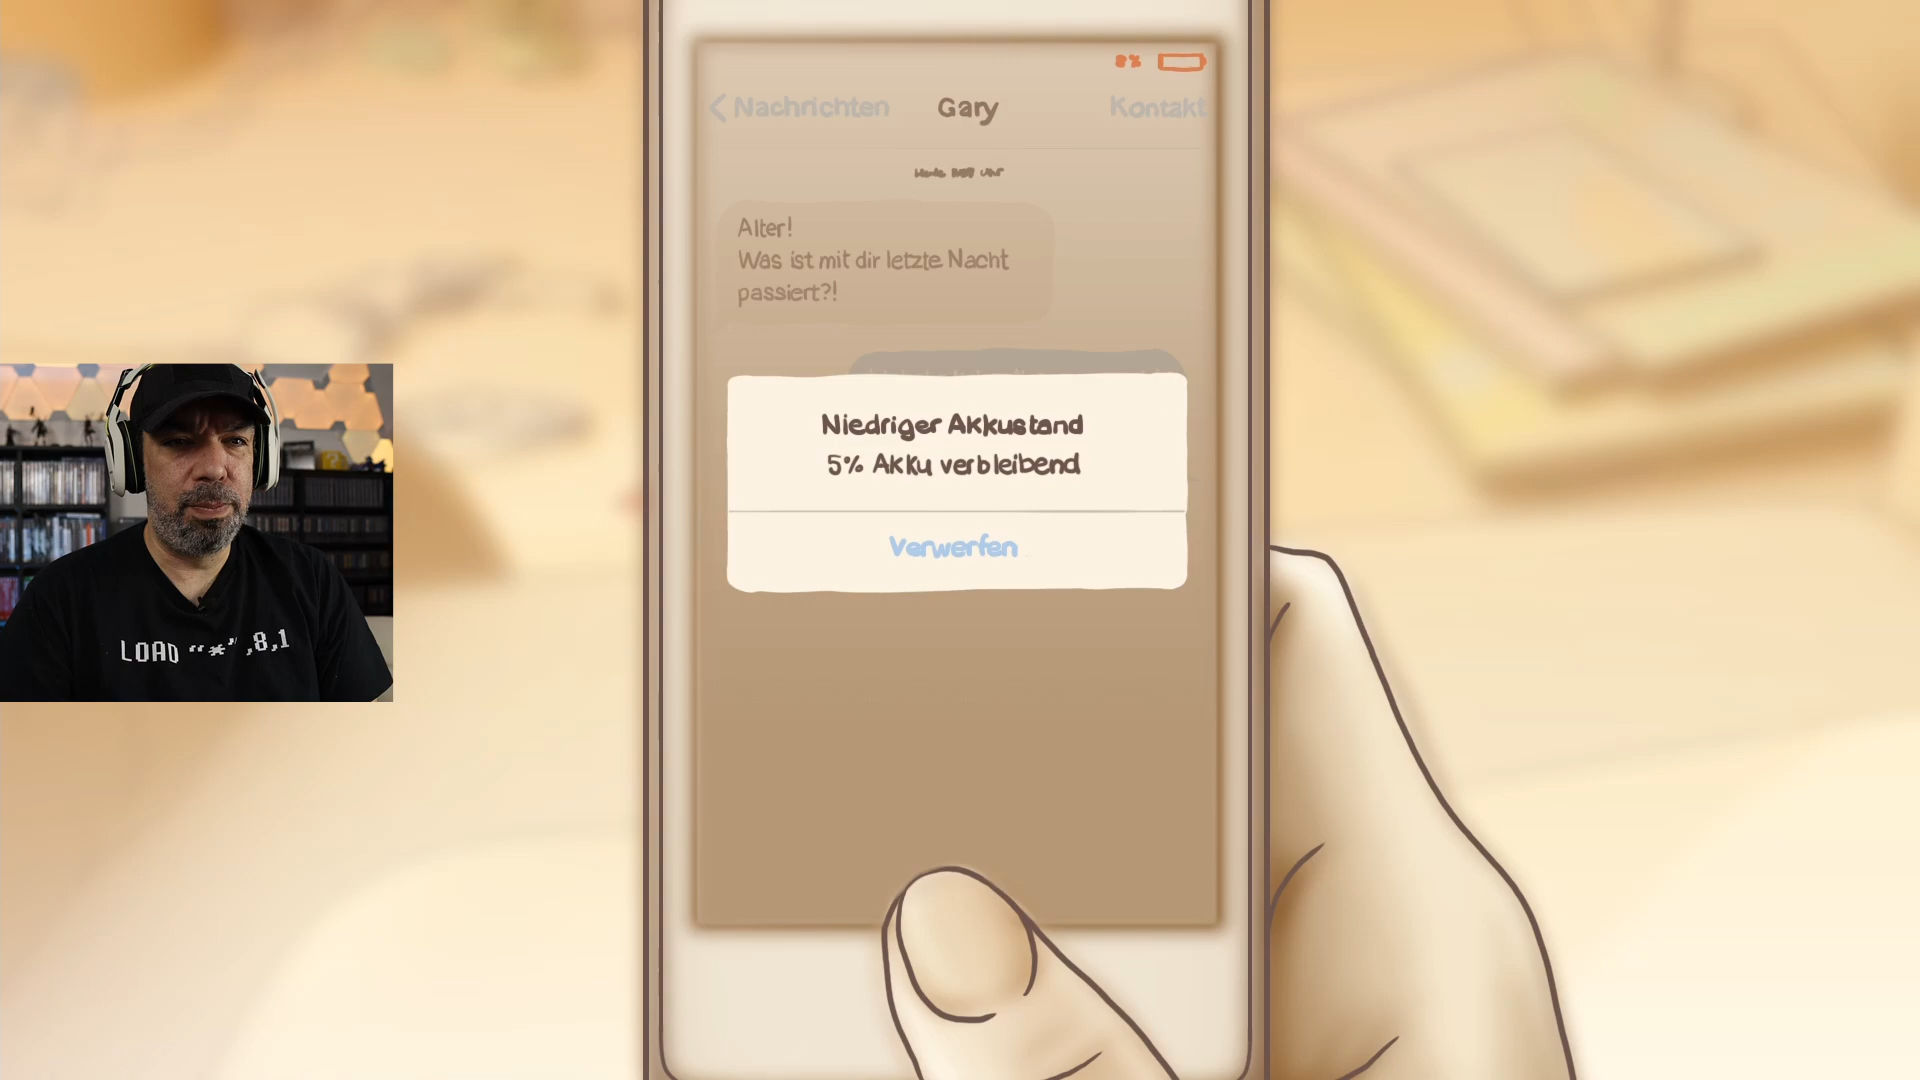 8%
Nachrichten
Gary
Kontakt
Alter!
Was ist mit dir letzte Nacht
passiert?!
Niedriger Akkustand
5% Akku verbleibend
Verwerfen
LOAD "*",8,1